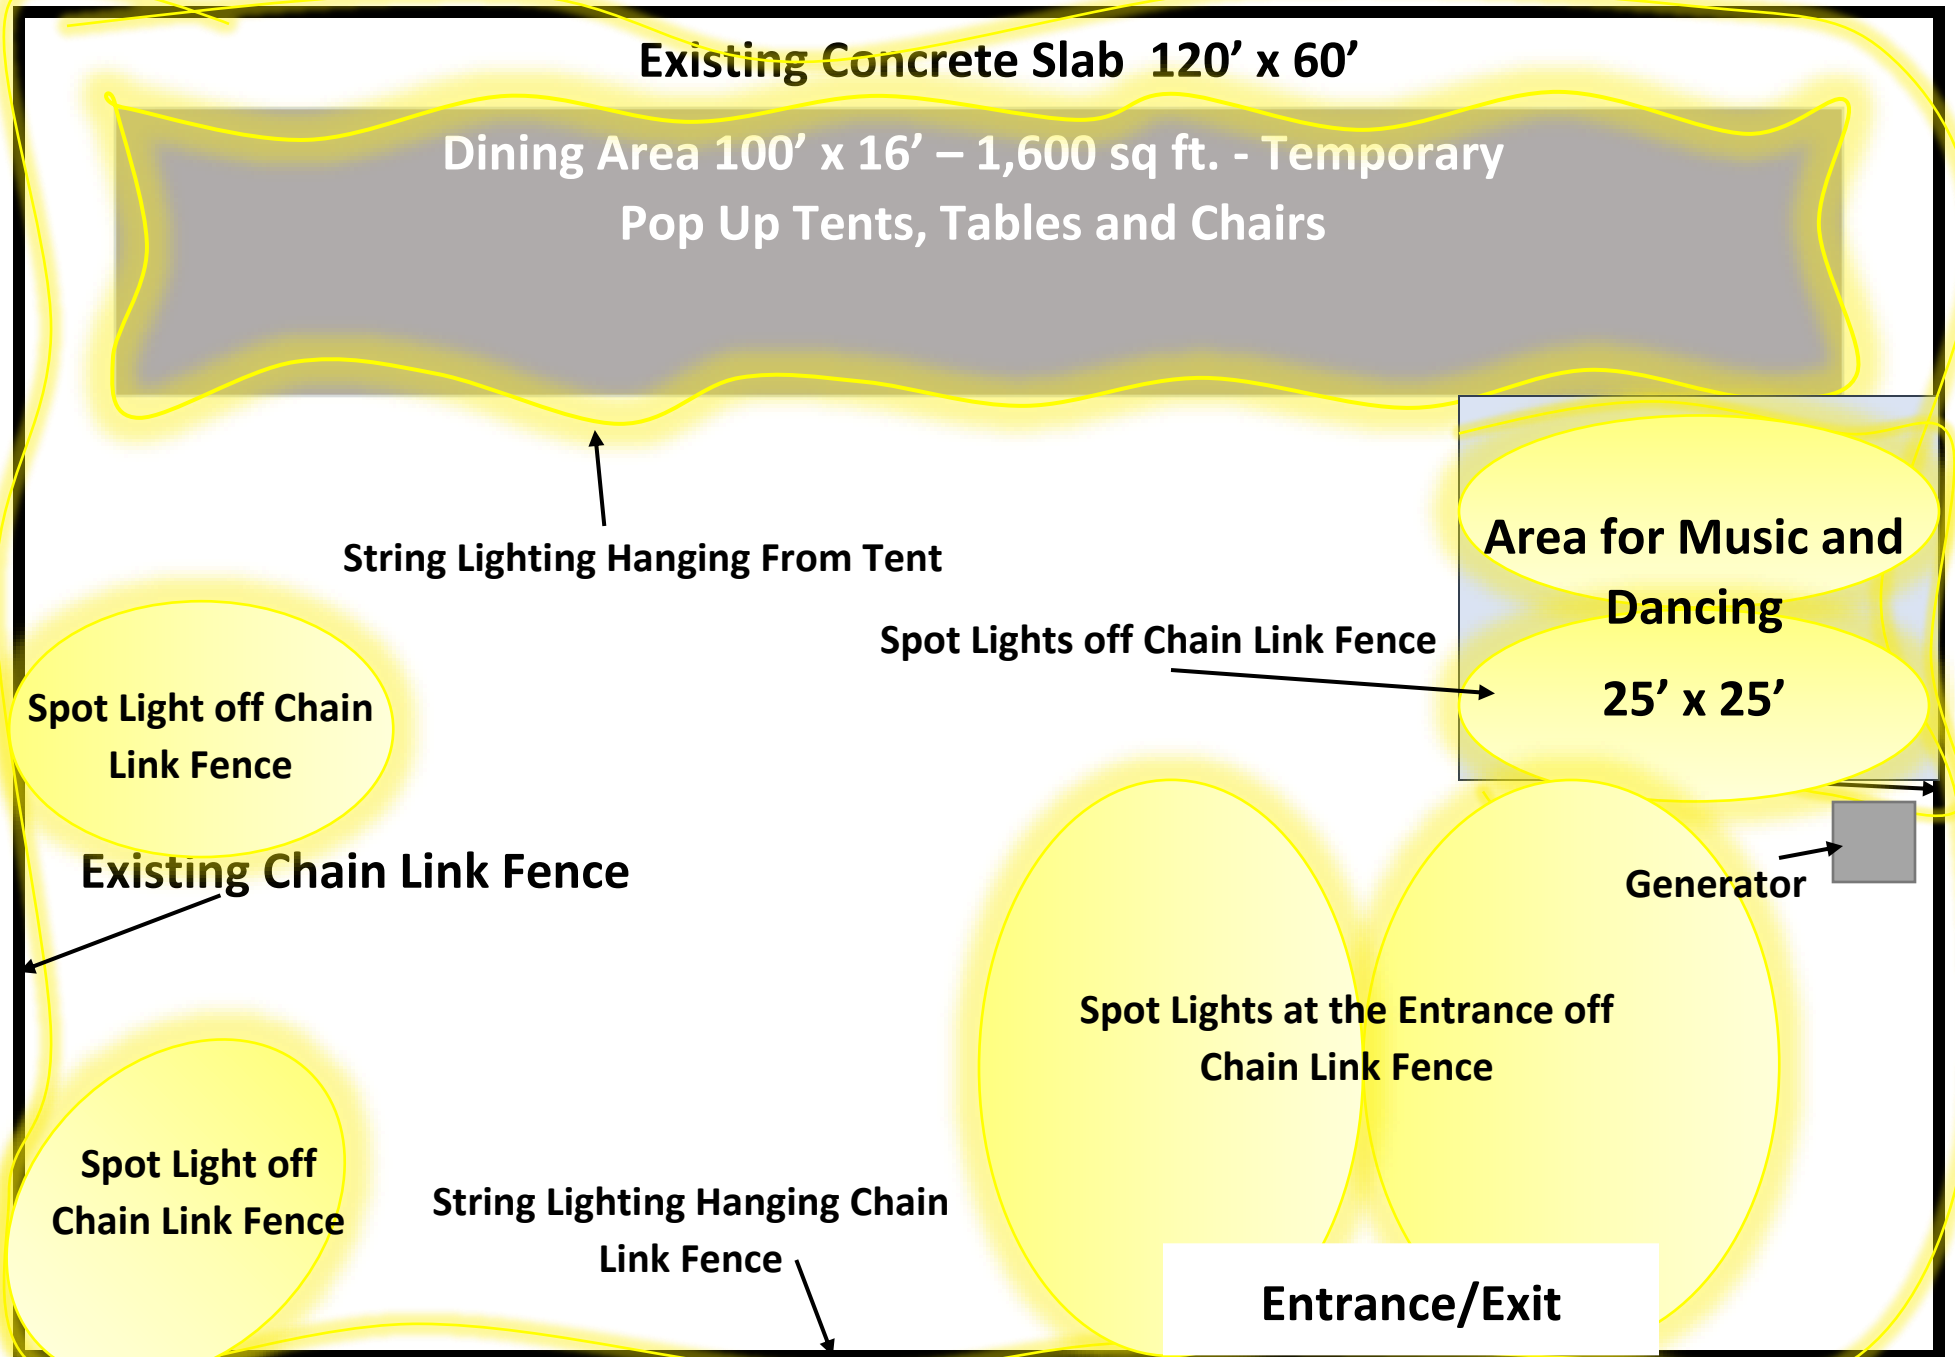 Existing Concrete Slab  120’ x 60’
Dining Area 100’ x 16’ – 1,600 sq ft. - Temporary
Pop Up Tents, Tables and Chairs
String Lighting Hanging From Tent
Area for Music and
Dancing
25’ x 25’
Spot Lights off Chain Link Fence
Spot Light off Chain
Link Fence
Existing Chain Link Fence
Generator
Spot Lights at the Entrance off
Chain Link Fence
Spot Light off
Chain Link Fence
String Lighting Hanging Chain
Link Fence
Entrance/Exit